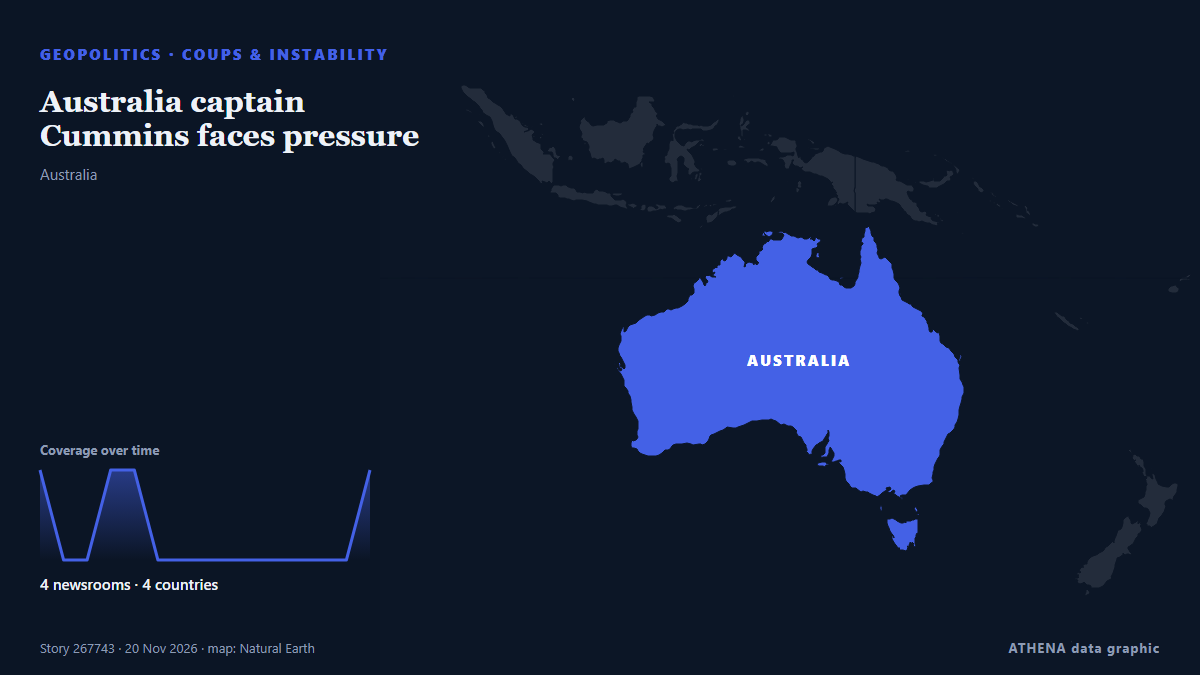 GEOPOLITICS · COUPS & INSTABILITY
Australia captain
Cummins faces pressure
Australia
AUSTRALIA
Coverage over time
4 newsrooms · 4 countries
Story 267743 · 20 Nov 2026 · map: Natural Earth
ATHENA data graphic